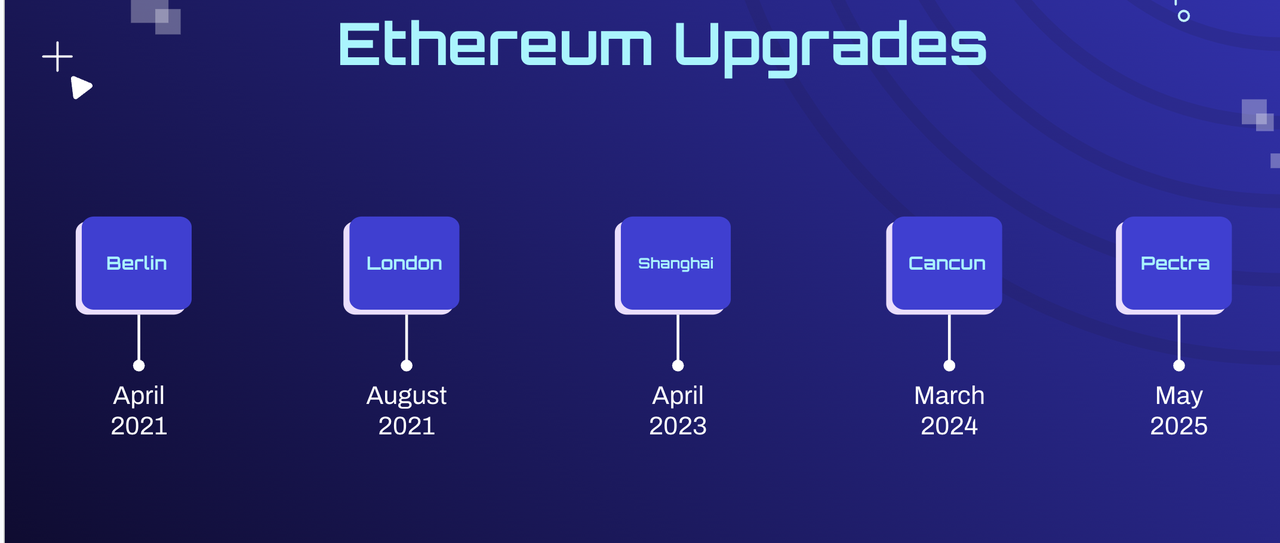 Ethereum Upgrades
Berlin
London
Shanghai
Cancun
Pectra
April
2021
August
2021
April
2023
March
2024
May
2025